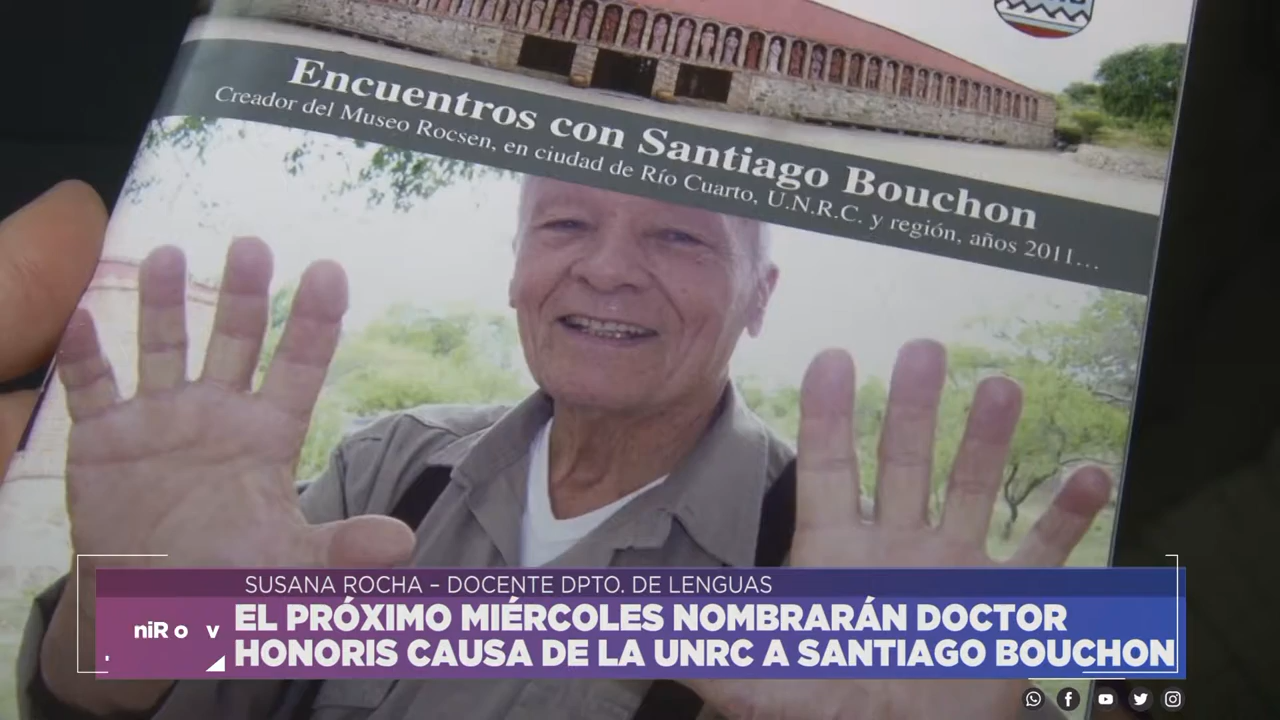 Encuentros con Santiago Bouchon
Creador del Museo Rocsen, en ciudad de Río Cuarto, U.N.R.C. y región, años 2011...
SUSANA ROCHA – DOCENTE DPTO. DE LENGUAS
EL PRÓXIMO MIÉRCOLES NOMBRARÁN DOCTOR
HONORIS CAUSA DE LA UNRC A SANTIAGO BOUCHON